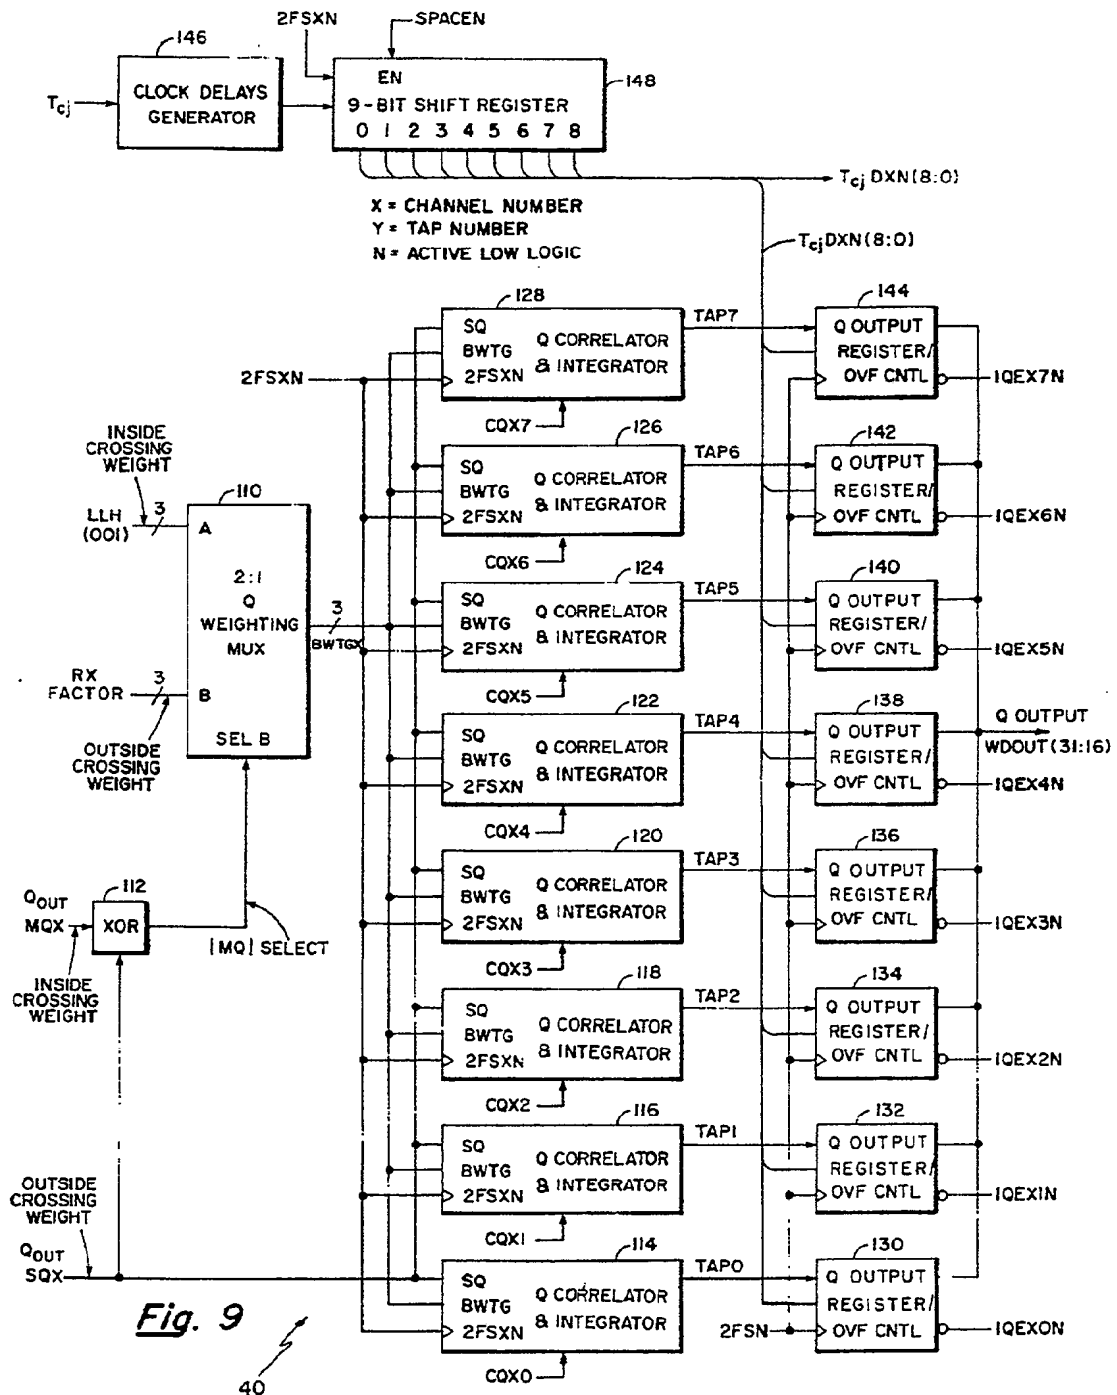 2FSXN
SPACEN
146
148
T_cj
CLOCK DELAYS
GENERATOR
EN
9-BIT SHIFT REGISTER
0 1 2 3 4 5 6 7 8
T_cj DXN(8:0)
X = CHANNEL NUMBER
Y = TAP NUMBER
N = ACTIVE LOW LOGIC
T_cj DXN(8:0)
128
SQ
BWTG
2FSXN
Q CORRELATOR
& INTEGRATOR
TAP7
144
Q OUTPUT
REGISTER/
OVF CNTL
IQEX7N
2FSXN
CQX7
126
SQ
BWTG
2FSXN
Q CORRELATOR
& INTEGRATOR
TAP6
142
Q OUTPUT
REGISTER/
OVF CNTL
IQEX6N
CQX6
INSIDE
CROSSING
WEIGHT
110
LLH
(001)
3
A
2:1
Q
WEIGHTING
MUX
3
BWTGX
RX
FACTOR
3
B
SEL B
OUTSIDE
CROSSING
WEIGHT
124
SQ
BWTG
2FSXN
Q CORRELATOR
& INTEGRATOR
TAP5
140
Q OUTPUT
REGISTER/
OVF CNTL
IQEX5N
CQX5
122
SQ
BWTG
2FSXN
Q CORRELATOR
& INTEGRATOR
TAP4
138
Q OUTPUT
REGISTER/
OVF CNTL
IQEX4N
Q OUTPUT
WDOUT(31:16)
CQX4
120
SQ
BWTG
2FSXN
Q CORRELATOR
& INTEGRATOR
TAP3
136
Q OUTPUT
REGISTER/
OVF CNTL
IQEX3N
CQX3
Q_OUT
MQX
112
XOR
|MQ| SELECT
INSIDE
CROSSING
WEIGHT
118
SQ
BWTG
2FSXN
Q CORRELATOR
& INTEGRATOR
TAP2
134
Q OUTPUT
REGISTER/
OVF CNTL
IQEX2N
CQX2
116
SQ
BWTG
2FSXN
Q CORRELATOR
& INTEGRATOR
TAP1
132
Q OUTPUT
REGISTER/
OVF CNTL
IQEX1N
CQX1
OUTSIDE
CROSSING
WEIGHT
Q_OUT
SQX
114
SQ
BWTG
2FSXN
Q CORRELATOR
& INTEGRATOR
TAP0
130
Q OUTPUT
REGISTER/
OVF CNTL
IQEX0N
2FSN
CQX0
Fig. 9
40